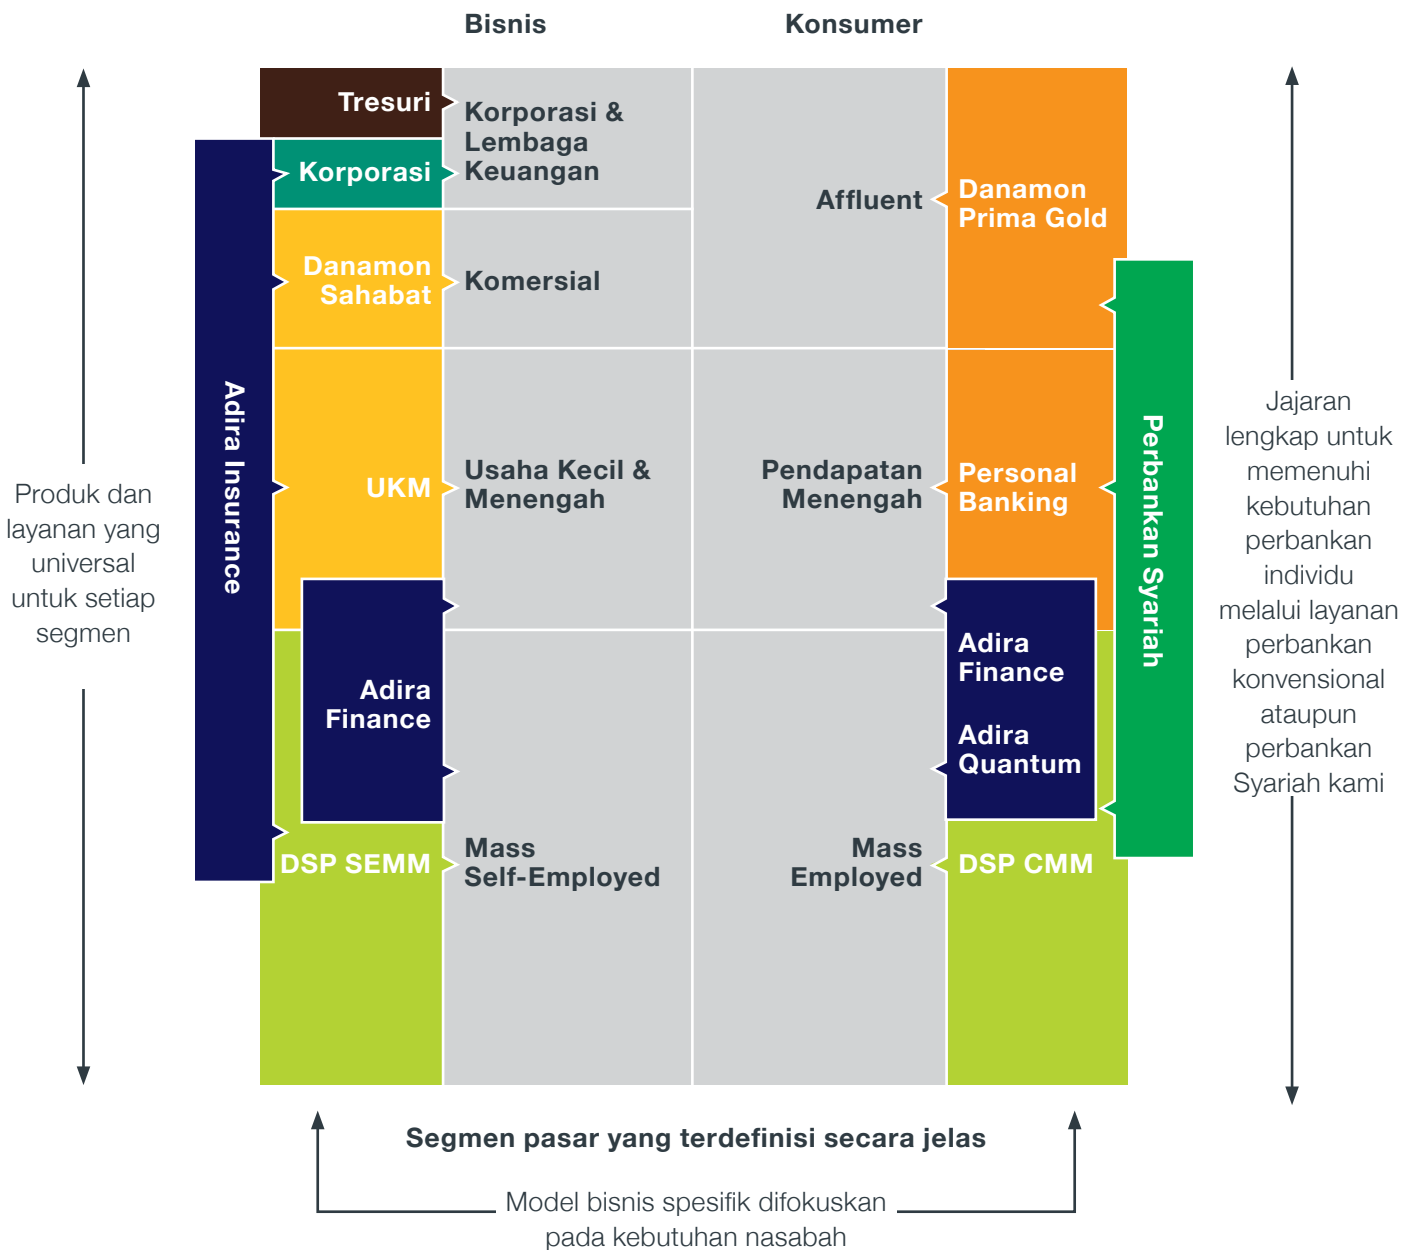 Bisnis
Konsumer
Tresuri
Korporasi
Danamon
Sahabat
UKM
Adira
Finance
DSP SEMM
Adira Insurance
Korporasi &
Lembaga
Keuangan
Komersial
Usaha Kecil &
Menengah
Mass
Self-Employed
Affluent
Pendapatan
Menengah
Mass
Employed
Danamon
Prima Gold
Personal
Banking
Adira
Finance
Adira
Quantum
DSP CMM
Perbankan Syariah
Produk dan
layanan yang
universal
untuk setiap
segmen
Jajaran
lengkap untuk
memenuhi
kebutuhan
perbankan
individu
melalui layanan
perbankan
konvensional
ataupun
perbankan
Syariah kami
Segmen pasar yang terdefinisi secara jelas
Model bisnis spesifik difokuskan
pada kebutuhan nasabah